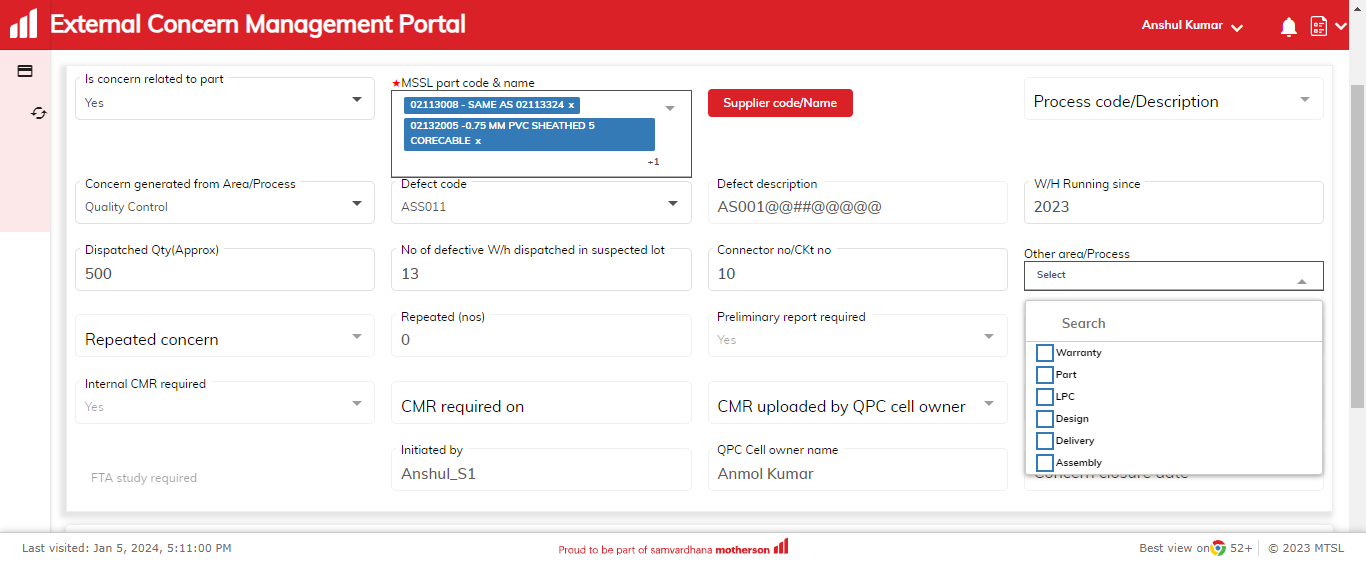 External Concern Management Portal
Anshul Kumar
Is concern related to part
Yes
*MSSL part code & name
02113008 - SAME AS 02113324 x
02132005 -0.75 MM PVC SHEATHED 5
CORECABLE x
+1
Supplier code/Name
Process code/Description
Concern generated from Area/Process
Quality Control
Defect code
ASS011
Defect description
AS001@@##@@@@@
W/H Running since
2023
Dispatched Qty(Approx)
500
No of defective W/h dispatched in suspected lot
13
Connector no/CKt no
10
Other area/Process
Select
Search
Warranty
Part
LPC
Design
Delivery
Assembly
Repeated concern
Repeated (nos)
0
Preliminary report required
Yes
Internal CMR required
Yes
CMR required on
CMR uploaded by QPC cell owner
FTA study required
Initiated by
Anshul_S1
QPC Cell owner name
Anmol Kumar
Concern closure date
Last visited: Jan 5, 2024, 5:11:00 PM
Proud to be part of samvardhana motherson
Best view on 52+
© 2023 MTSL